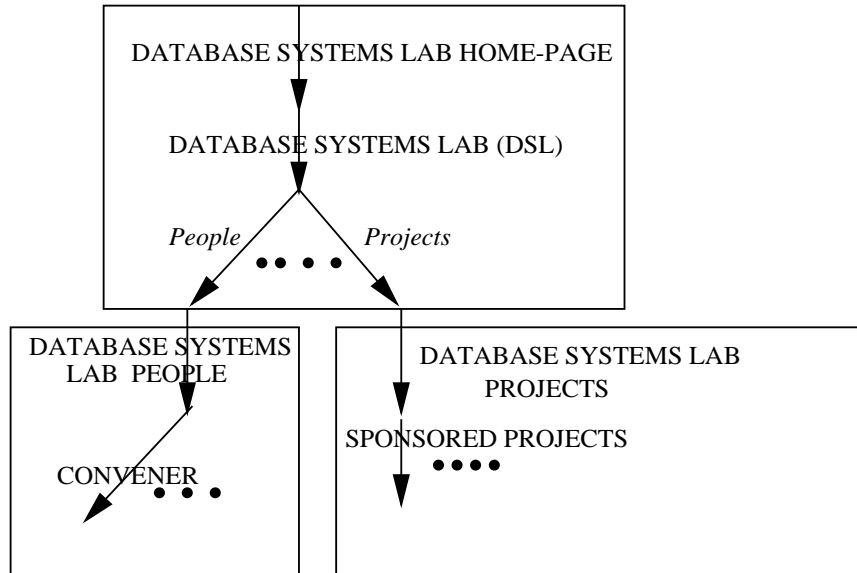 DATABASE SYSTEMS LAB HOME-PAGE
DATABASE SYSTEMS LAB (DSL)
People
Projects
DATABASE SYSTEMS
LAB PEOPLE
CONVENER
DATABASE SYSTEMS LAB
PROJECTS
SPONSORED PROJECTS